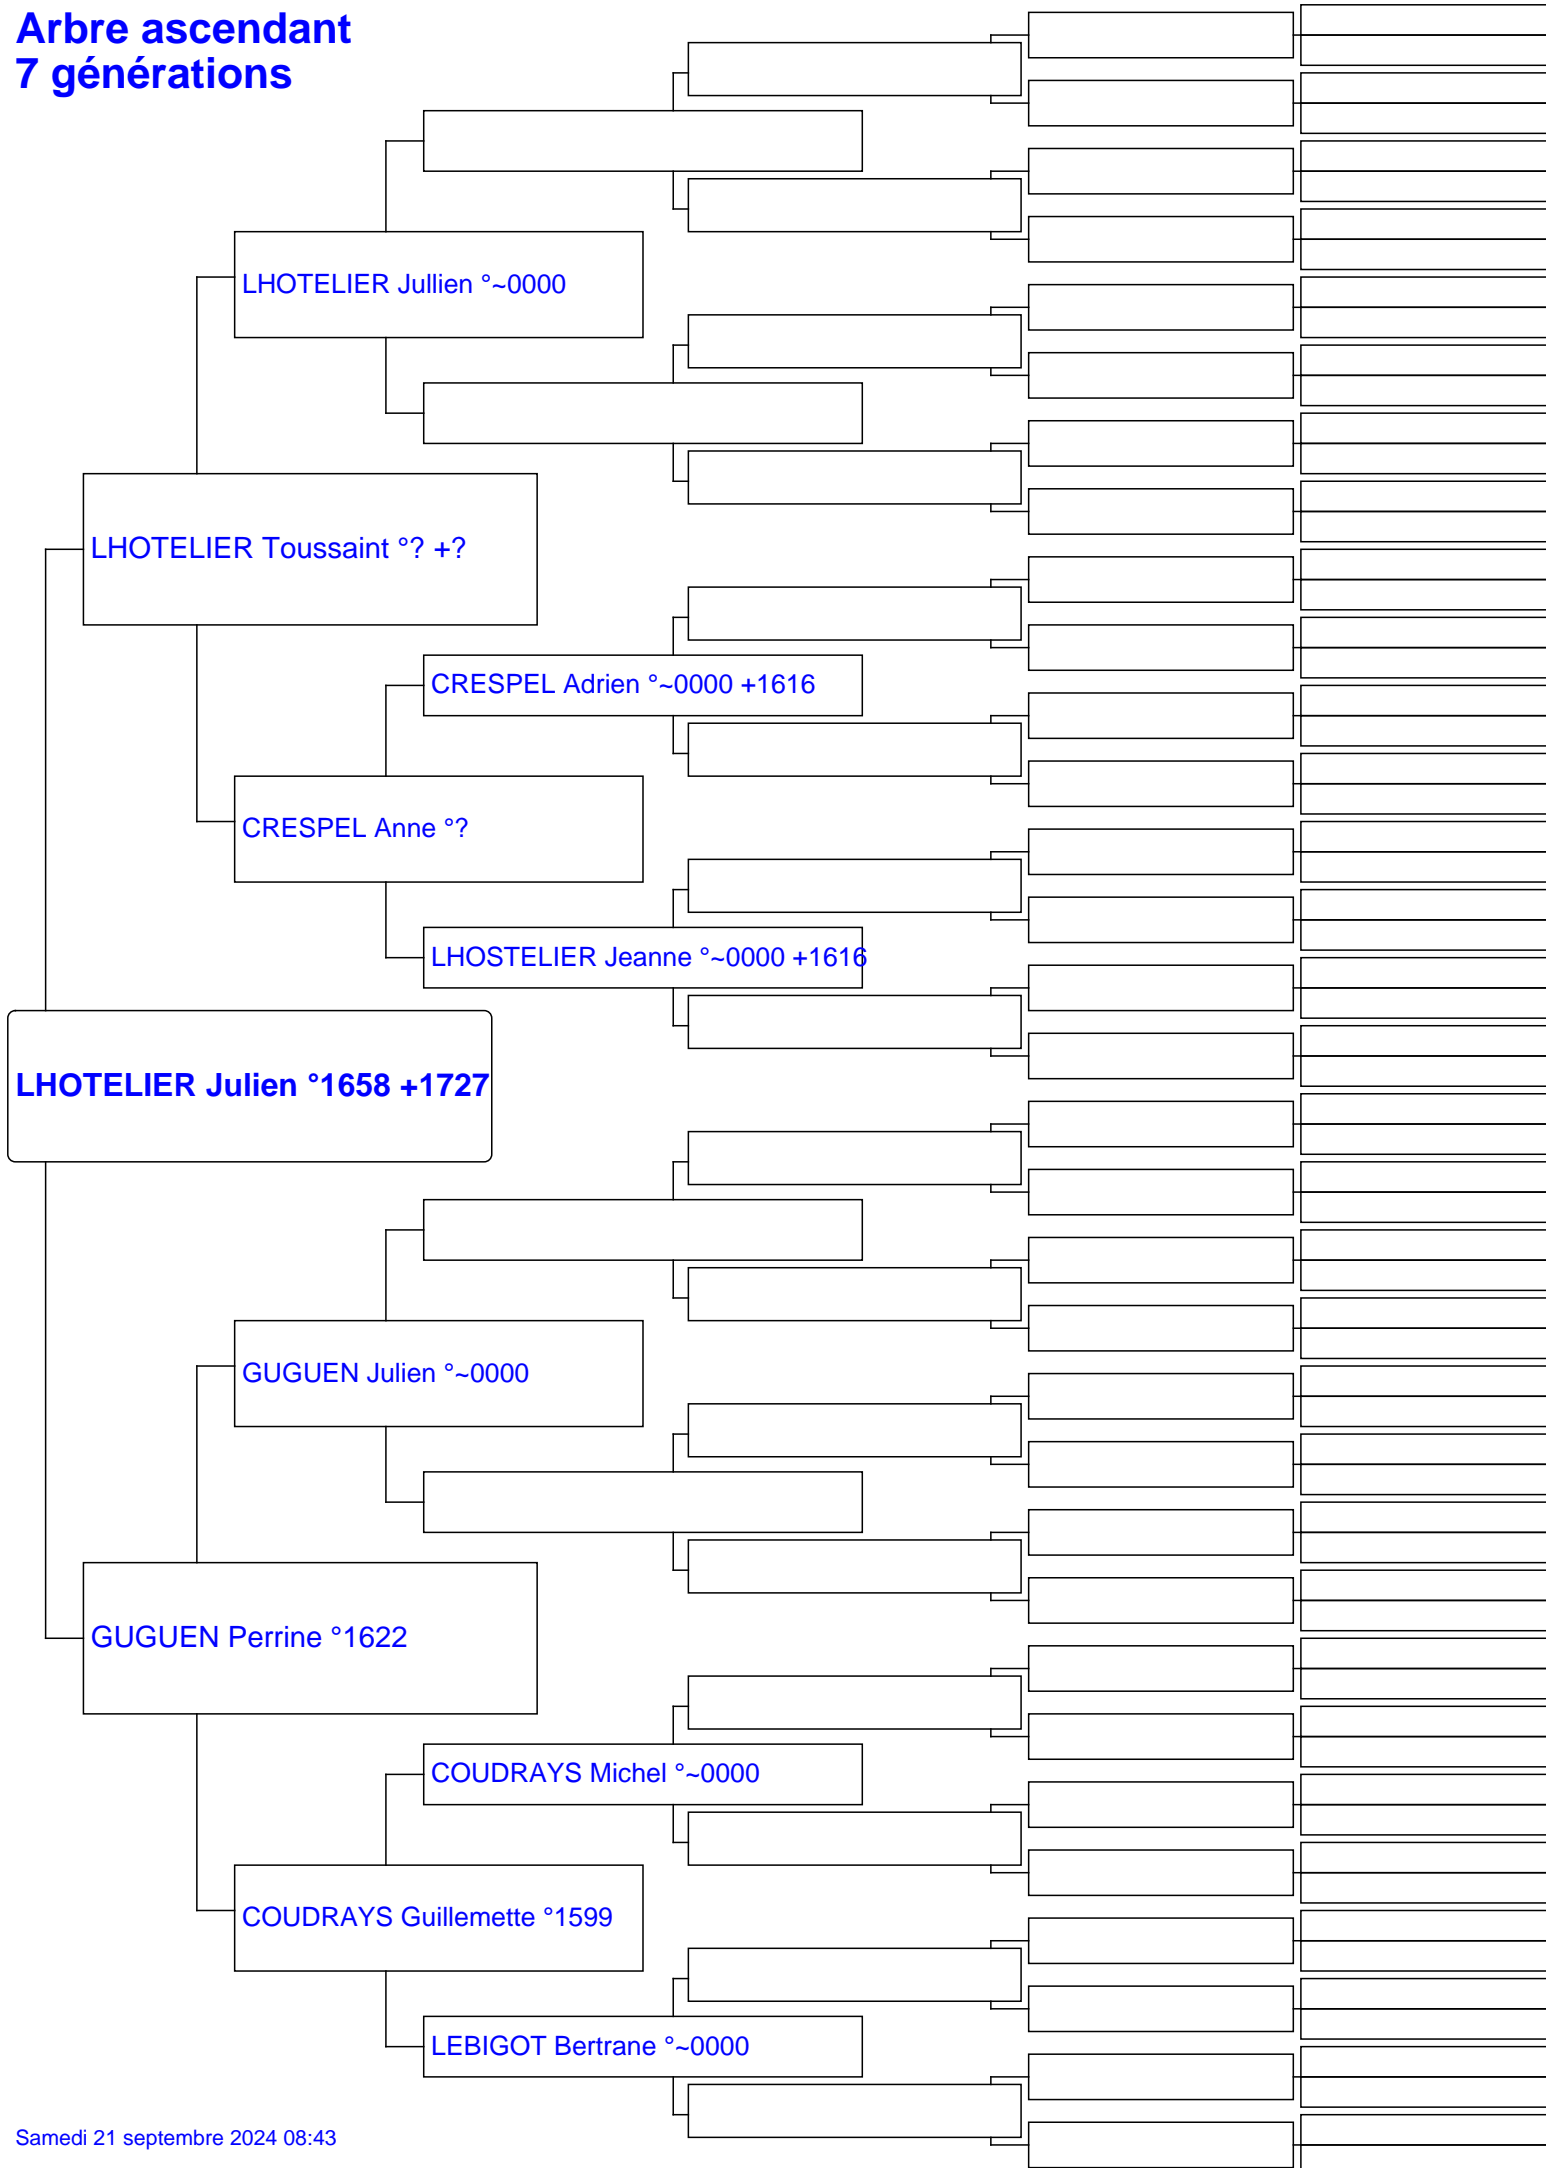 Arbre ascendant
7 générations
LHOTELIER Jullien °~0000
LHOTELIER Toussaint °? +?
CRESPEL Adrien °~0000 +1616
CRESPEL Anne °?
LHOSTELIER Jeanne °~0000 +1616
LHOTELIER Julien °1658 +1727
GUGUEN Julien °~0000
GUGUEN Perrine °1622
COUDRAYS Michel °~0000
COUDRAYS Guillemette °1599
LEBIGOT Bertrane °~0000
Samedi 21 septembre 2024 08:43